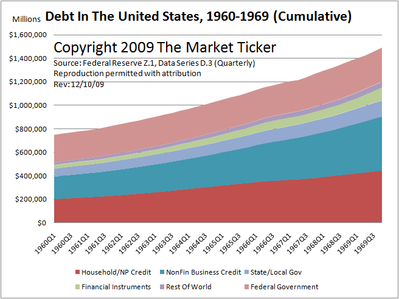 Debt In The United States, 1960-1969 (Cumulative)
Millions
$1,600,000
$1,400,000
$1,200,000
$1,000,000
$800,000
$600,000
$400,000
$200,000
$0
Copyright 2009 The Market Ticker
Source: Federal Reserve Z.1, Data Series D.3 (Quarterly)
Reproduction permitted with attribution
Rev:12/10/09
1960Q1 1960Q3 1961Q1 1961Q3 1962Q1 1962Q3 1963Q1 1963Q3 1964Q1 1964Q3 1965Q1 1965Q3 1966Q1 1966Q3 1967Q1 1967Q3 1968Q1 1968Q3 1969Q1 1969Q3
Household/NP Credit NonFin Business Credit State/Local Gov
Financial Instruments Rest Of World Federal Government